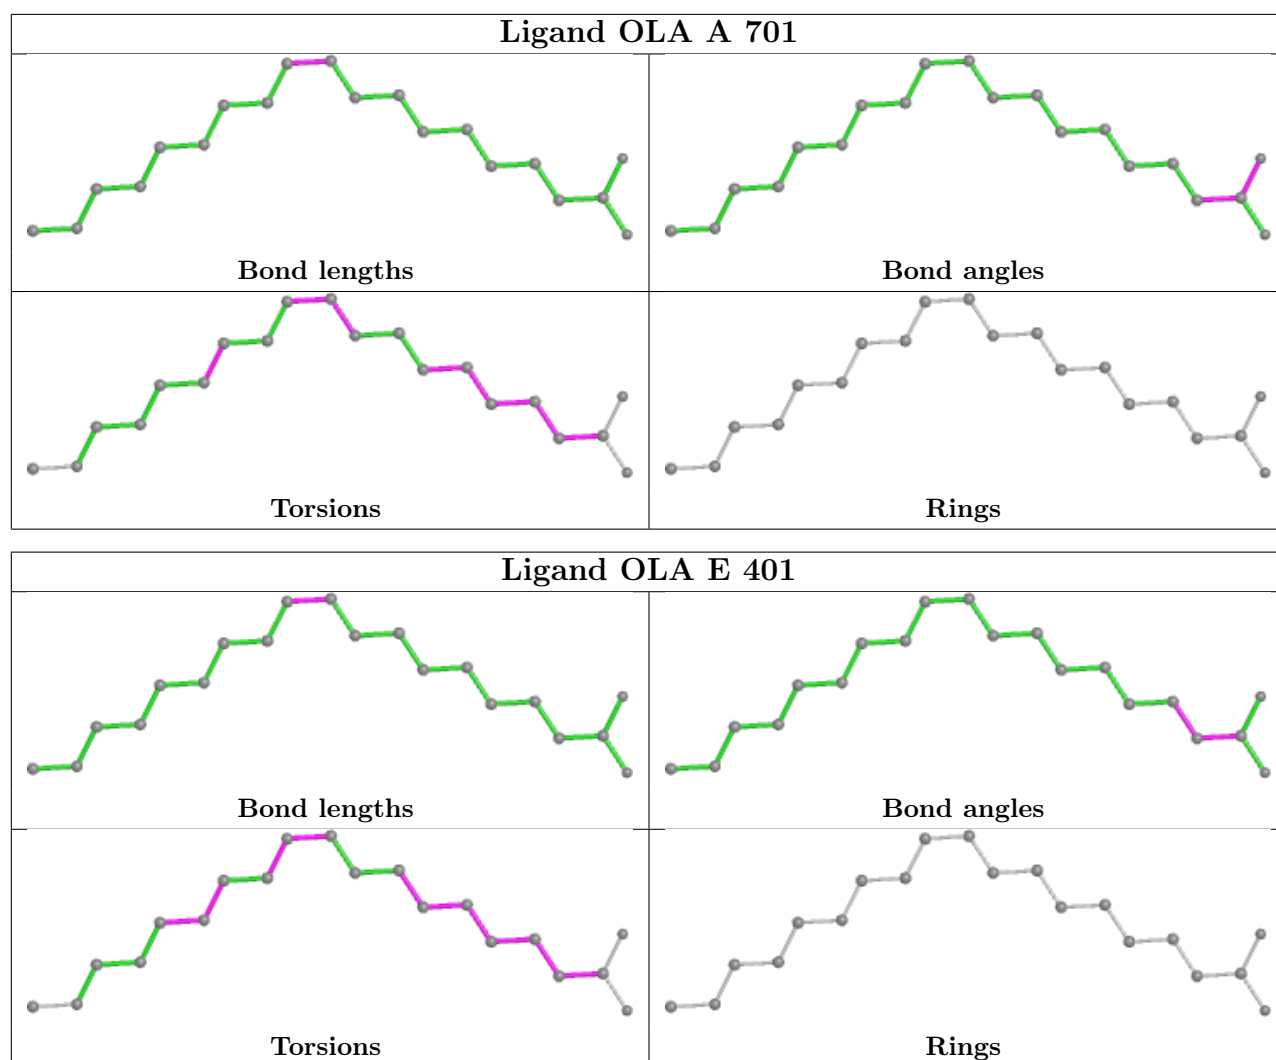 Ligand OLA A 701
Bond lengths
Bond angles
Torsions
Rings
Ligand OLA E 401
Bond lengths
Bond angles
Torsions
Rings